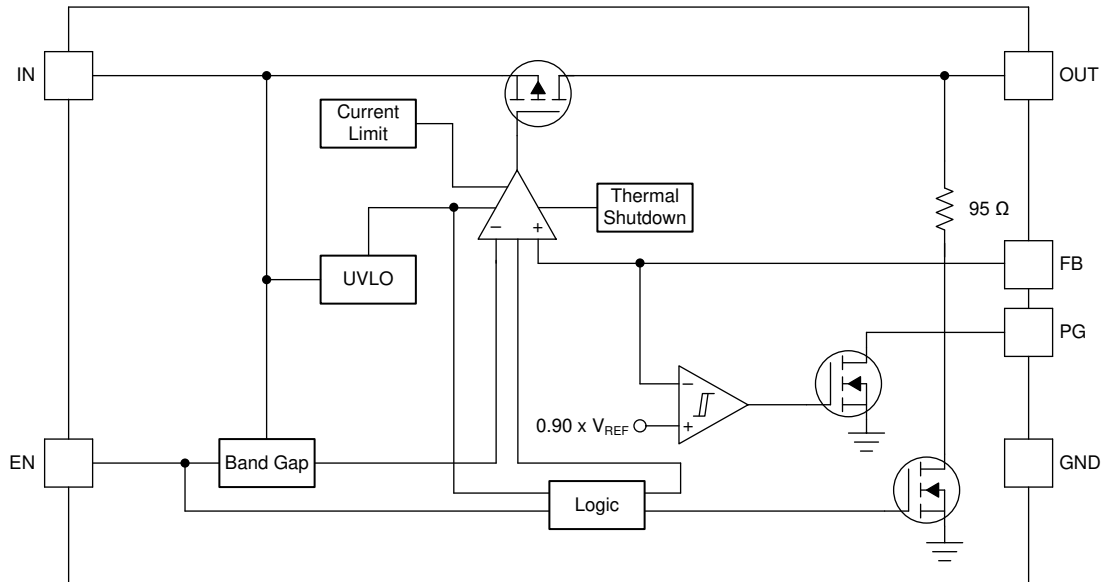 IN
OUT
Current
Limit
Thermal
Shutdown
95 Ω
−
+
UVLO
FB
PG
−
0.90 x VREF
+
EN
Band Gap
GND
Logic